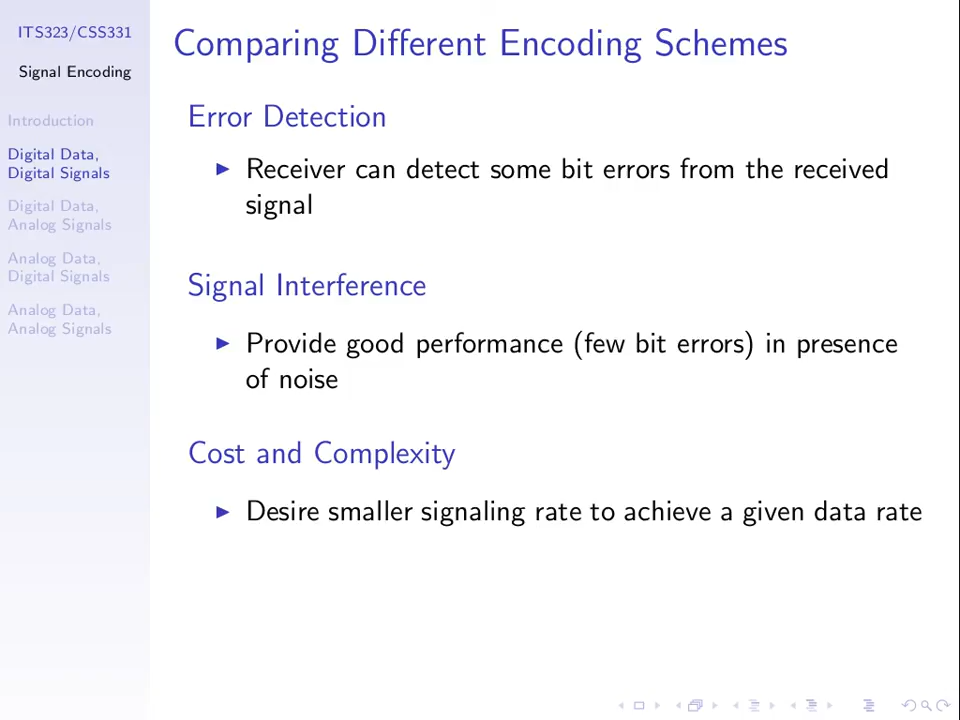 ITS323/CSS331
Signal Encoding
Introduction
Digital Data,
Digital Signals
Digital Data,
Analog Signals
Analog Data,
Digital Signals
Analog Data,
Analog Signals
Comparing Different Encoding Schemes
Error Detection
▶ Receiver can detect some bit errors from the received
signal
Signal Interference
▶ Provide good performance (few bit errors) in presence
of noise
Cost and Complexity
▶ Desire smaller signaling rate to achieve a given data rate